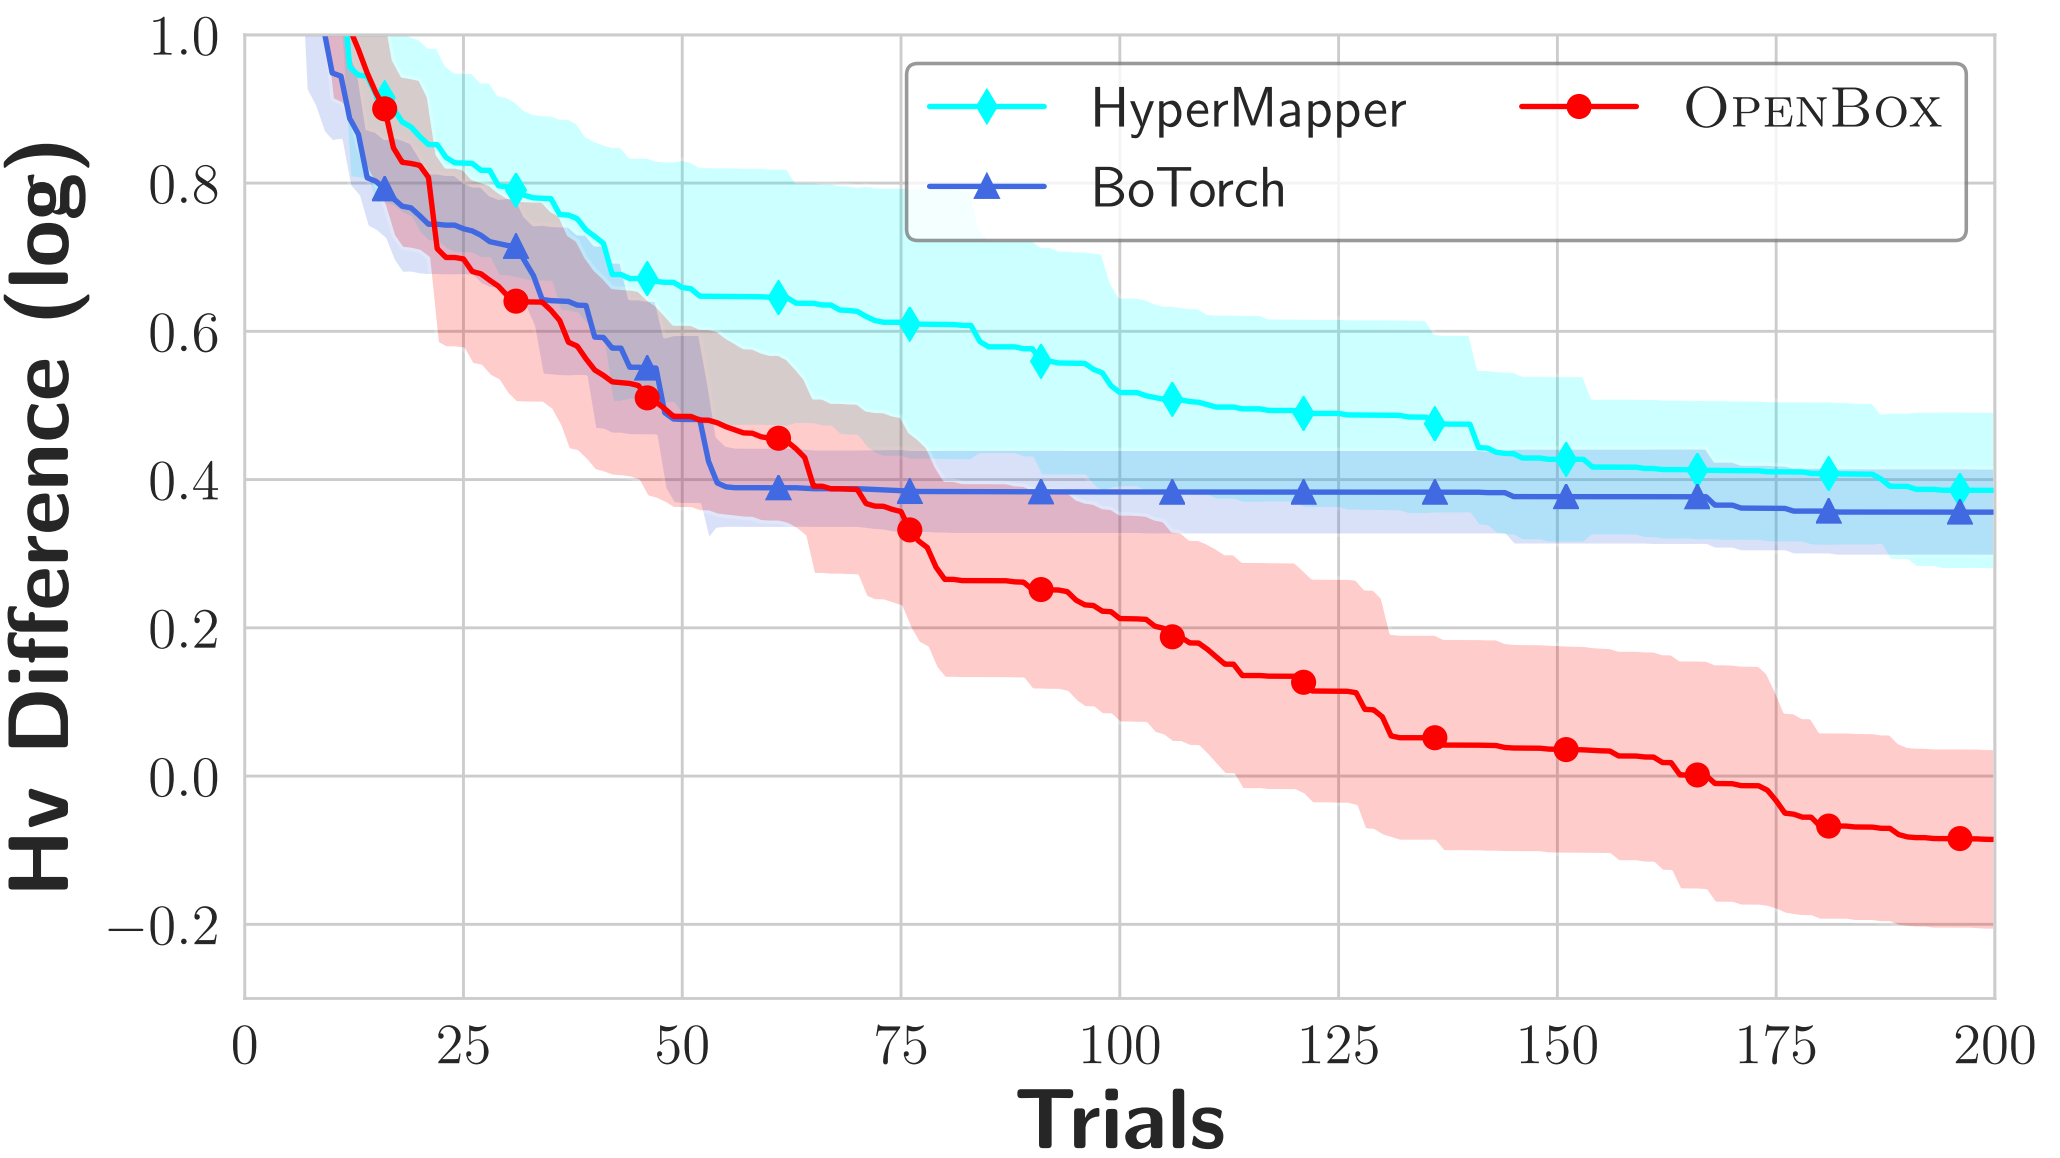 1.0
0.8
0.6
0.4
0.2
0.0
−0.2
Hv Difference (log)
HyperMapper
OPENBOX
BoTorch
0 25 50 75 100 125 150 175 200
Trials